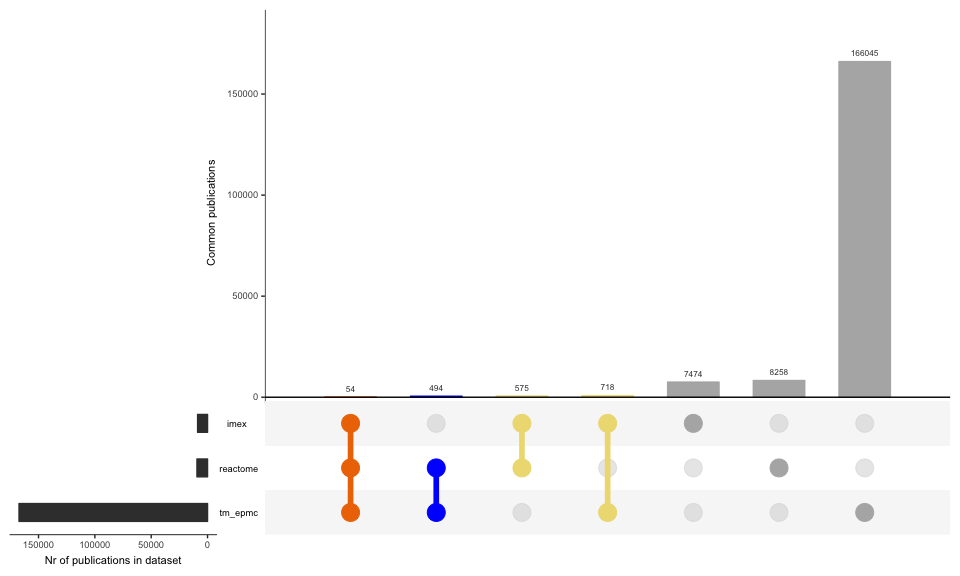 166045
150000
100000
50000
0
Common publications
54
494
575
718
7474
8258
imex
reactome
tm_epmc
150000 100000 50000 0
Nr of publications in dataset